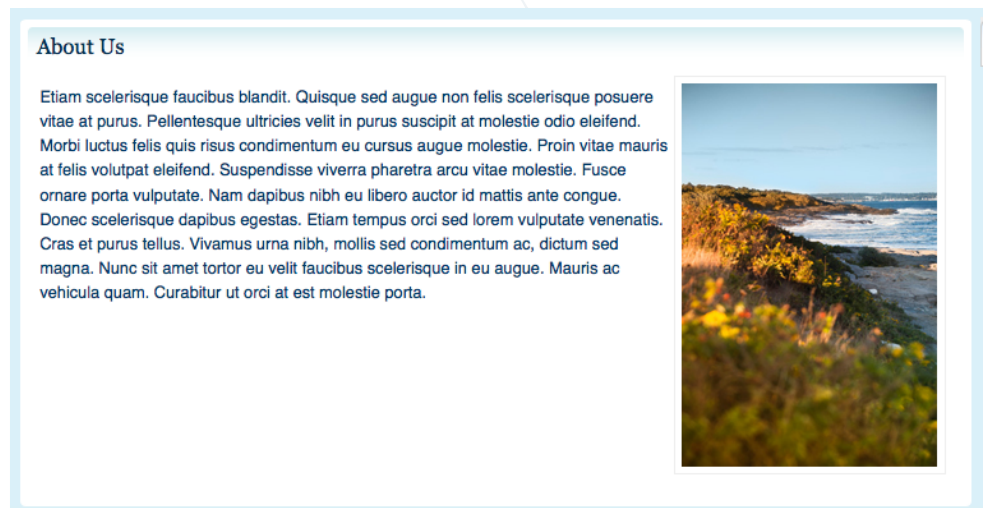 About Us
Etiam scelerisque faucibus blandit. Quisque sed augue non felis scelerisque posuere
vitae at purus. Pellentesque ultricies velit in purus suscipit at molestie odio eleifend.
Morbi luctus felis quis risus condimentum eu cursus augue molestie. Proin vitae mauris
at felis volutpat eleifend. Suspendisse viverra pharetra arcu vitae molestie. Fusce
ornare porta vulputate. Nam dapibus nibh eu libero auctor id mattis ante congue.
Donec scelerisque dapibus egestas. Etiam tempus orci sed lorem vulputate venenatis.
Cras et purus tellus. Vivamus urna nibh, mollis sed condimentum ac, dictum sed
magna. Nunc sit amet tortor eu velit faucibus scelerisque in eu augue. Mauris ac
vehicula quam. Curabitur ut orci at est molestie porta.